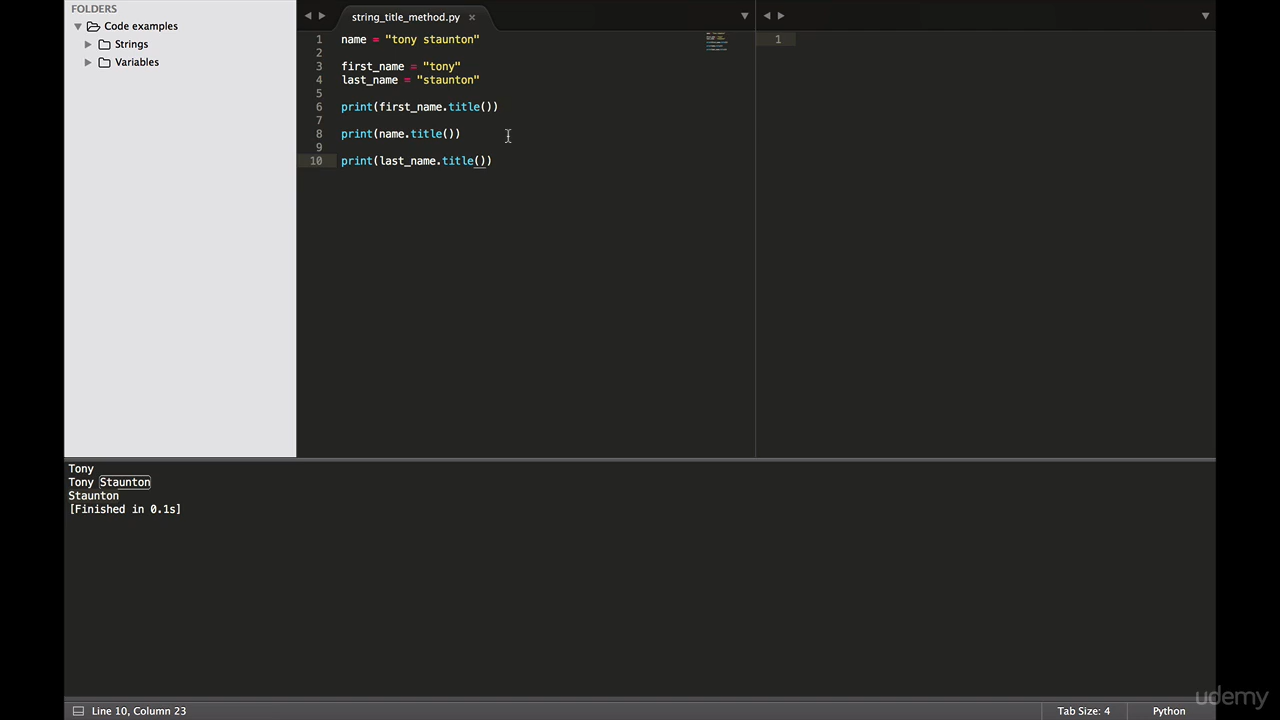 FOLDERS
Code examples
Strings
Variables
string_title_method.py ×
1 name = "tony staunton"
2
3 first_name = "tony"
4 last_name = "staunton"
5
6 print(first_name.title())
7
8 print(name.title())
9
10 print(last_name.title())
1
Tony
Tony Staunton
Staunton
[Finished in 0.1s]
Line 10, Column 23
Tab Size: 4
Python
udemy